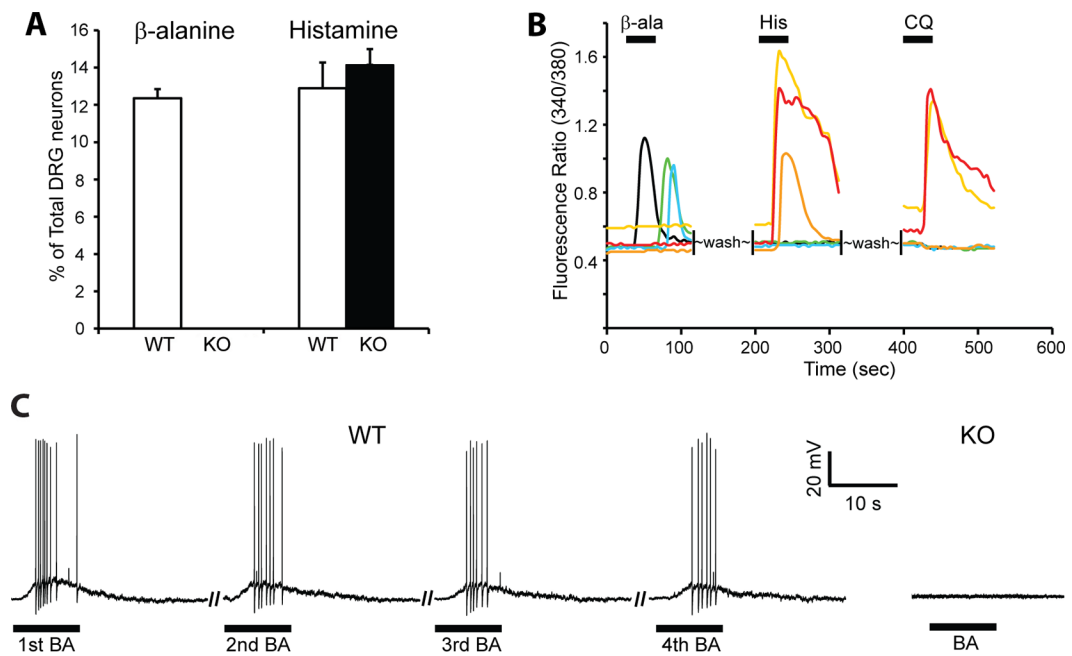 A
β-alanine
Histamine
% of Total DRG neurons
16
14
12
10
8
6
4
2
0
WT
KO
WT
KO
B
β-ala
His
CQ
Fluorescence Ratio (340/380)
1.6
1.2
0.8
0.4
~wash~
~wash~
0
100
200
300
400
500
600
Time (sec)
C
WT
KO
20 mV
10 s
//
//
//
1st BA
2nd BA
3rd BA
4th BA
BA